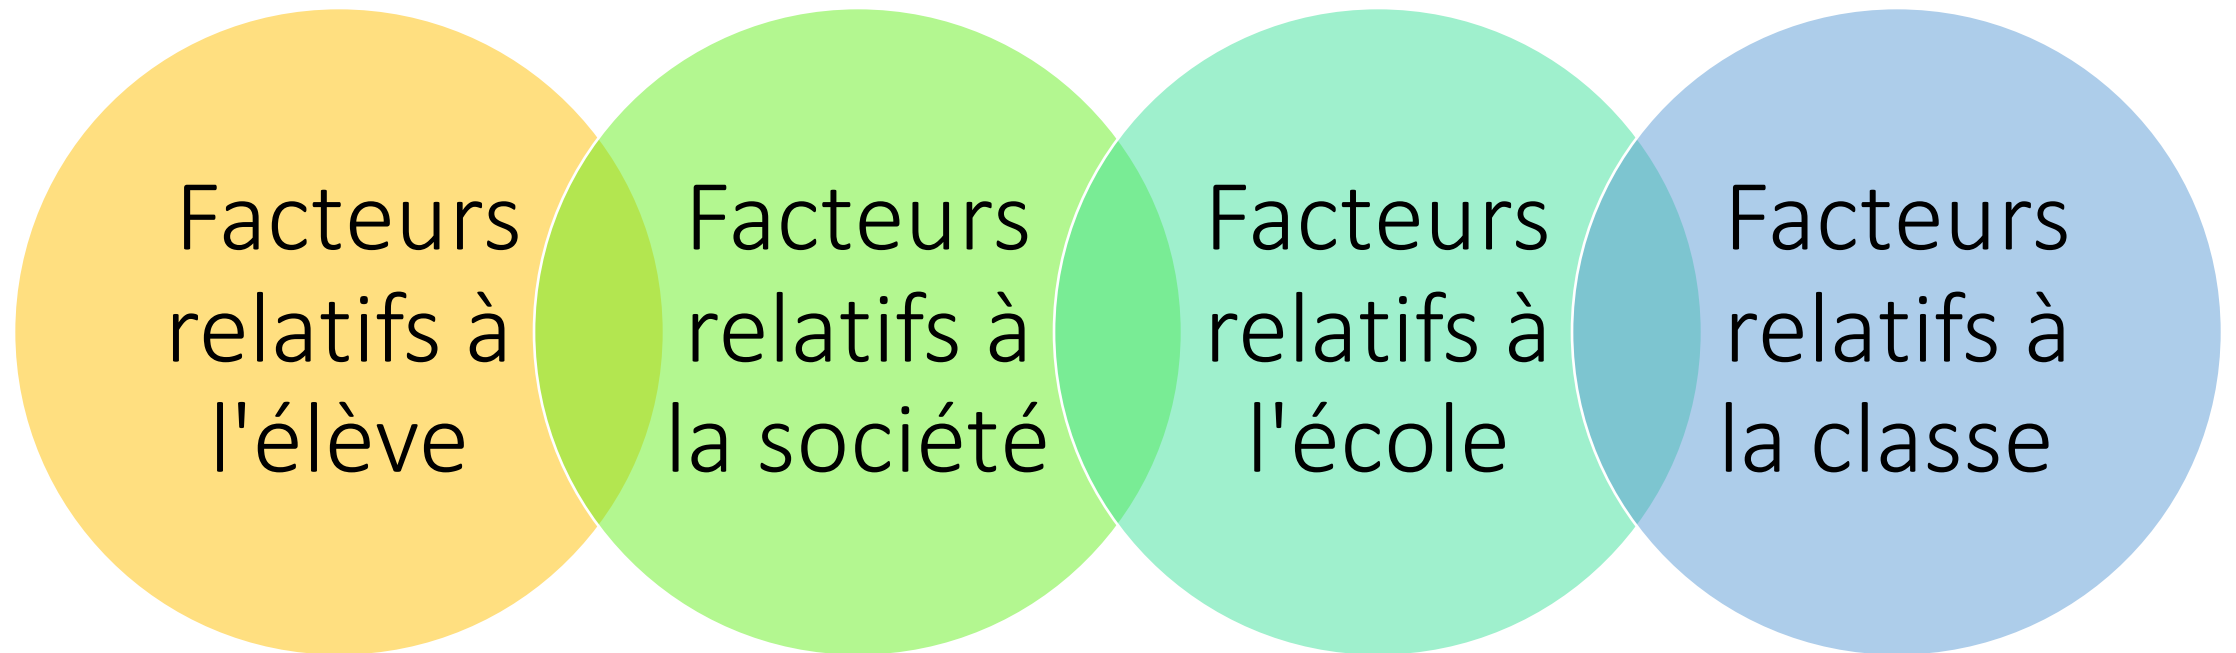 Facteurs
relatifs à
l'élève
Facteurs
relatifs à
la société
Facteurs
relatifs à
l'école
Facteurs
relatifs à
la classe